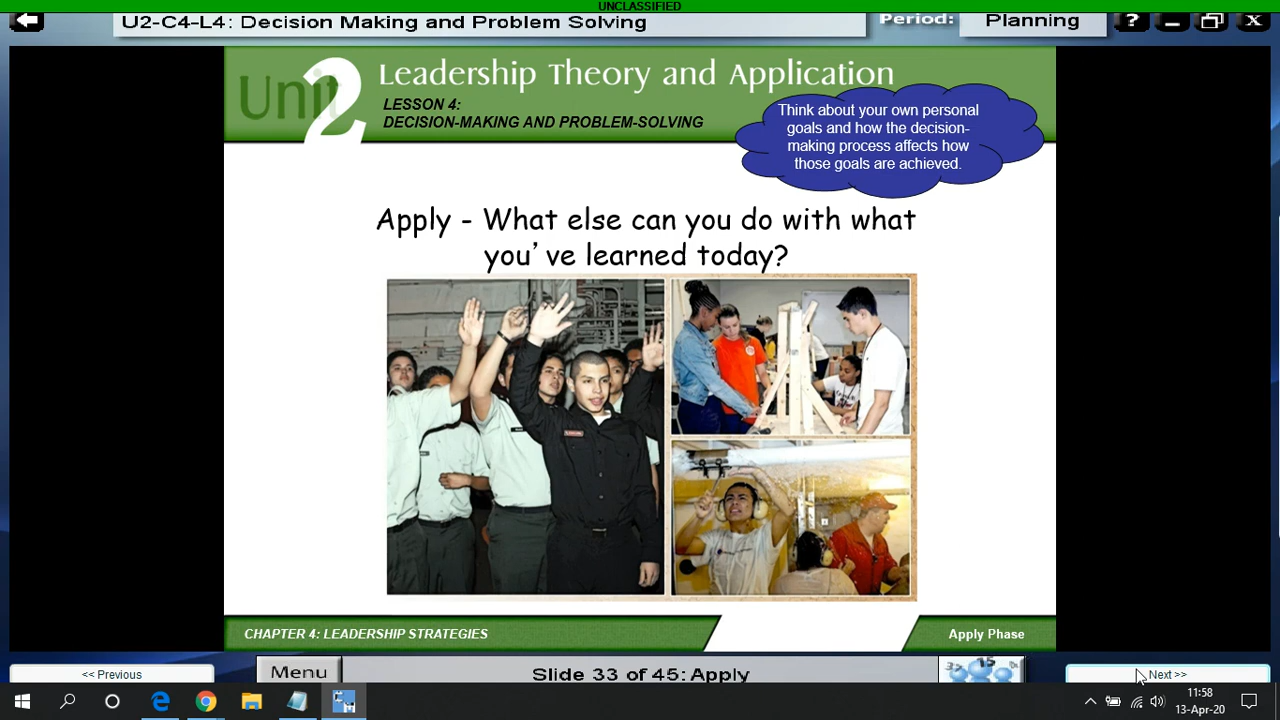 UNCLASSIFIED
U2-C4-L4: Decision Making and Problem Solving
Period:
Planning
? _ X
Unit 2
Leadership Theory and Application
LESSON 4:
DECISION-MAKING AND PROBLEM-SOLVING
Think about your own personal
goals and how the decision-
making process affects how
those goals are achieved.
Apply - What else can you do with what
you’ve learned today?
CHAPTER 4: LEADERSHIP STRATEGIES
Apply Phase
<< Previous
Menu
Slide 33 of 45: Apply
15
Next >>
11:58
13-Apr-20